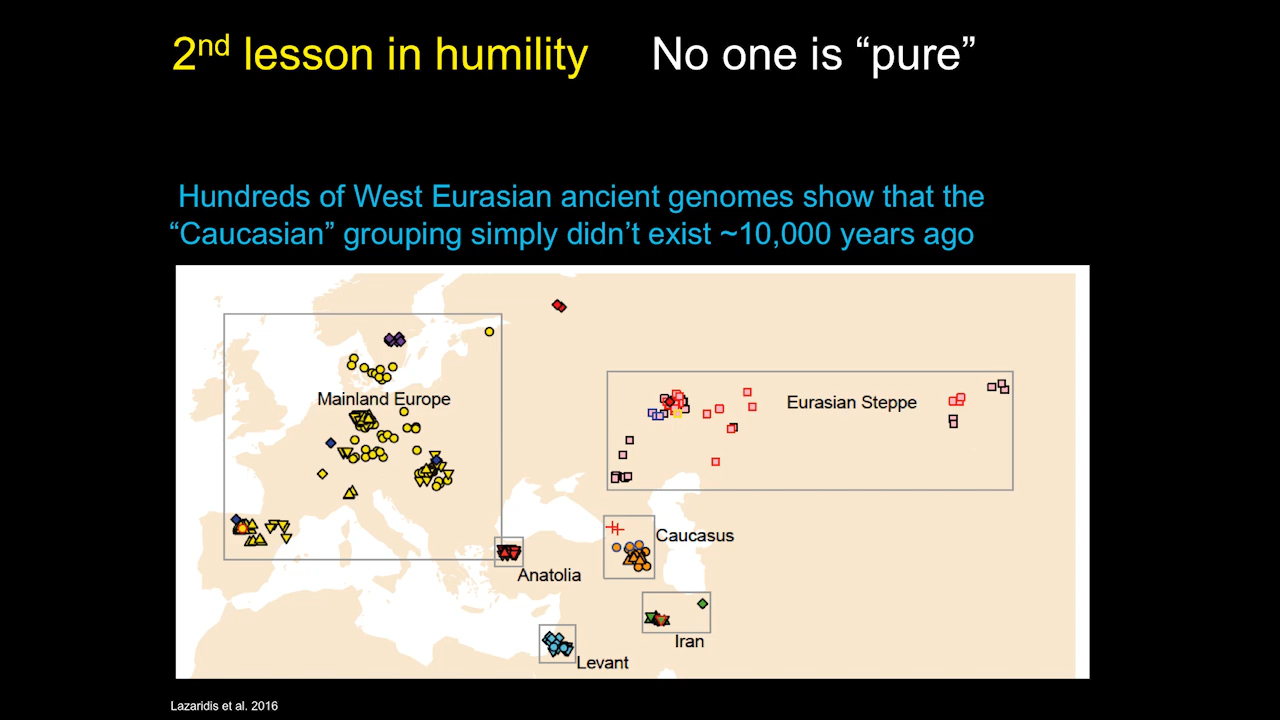 2nd lesson in humility No one is “pure”
Hundreds of West Eurasian ancient genomes show that the
“Caucasian” grouping simply didn’t exist ~10,000 years ago
Mainland Europe
Eurasian Steppe
Caucasus
Anatolia
Iran
Levant
Lazaridis et al. 2016